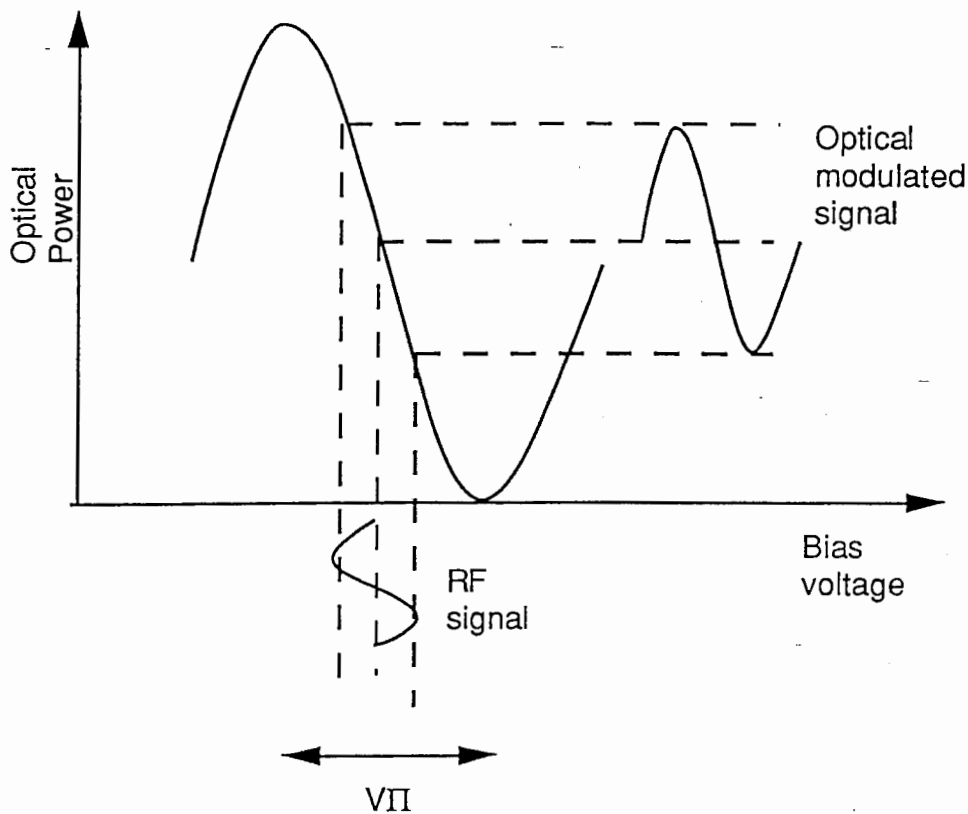 Optical
Power
Optical
modulated
signal
Bias
voltage
RF
signal
VΠ